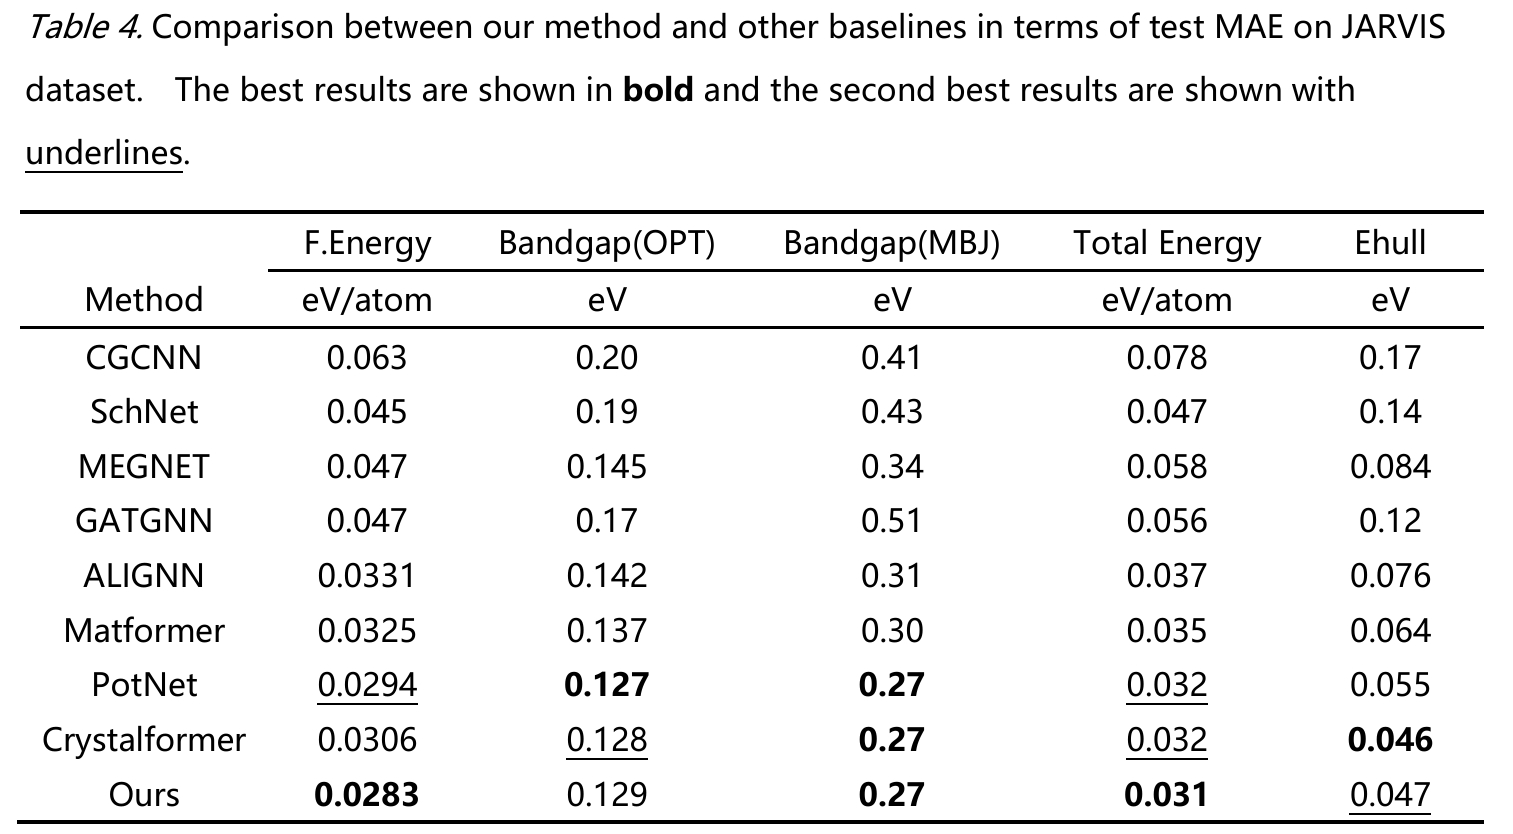 Table 4. Comparison between our method and other baselines in terms of test MAE on JARVIS
dataset. The best results are shown in bold and the second best results are shown with
underlines.
F.Energy Bandgap(OPT) Bandgap(MBJ) Total Energy Ehull
Method eV/atom eV eV eV/atom eV
CGCNN 0.063 0.20 0.41 0.078 0.17
SchNet 0.045 0.19 0.43 0.047 0.14
MEGNET 0.047 0.145 0.34 0.058 0.084
GATGNN 0.047 0.17 0.51 0.056 0.12
ALIGNN 0.0331 0.142 0.31 0.037 0.076
Matformer 0.0325 0.137 0.30 0.035 0.064
PotNet 0.0294 0.127 0.27 0.032 0.055
Crystalformer 0.0306 0.128 0.27 0.032 0.046
Ours 0.0283 0.129 0.27 0.031 0.047